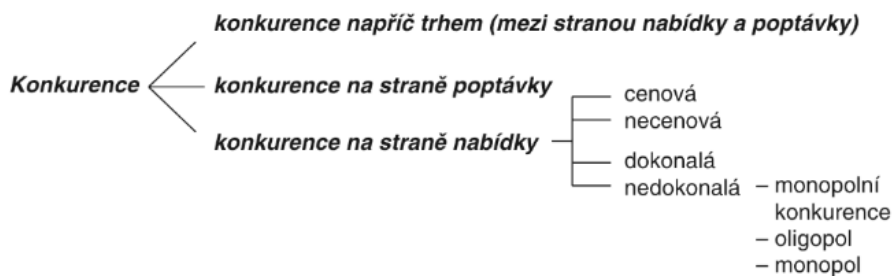 konkurence napříč trhem (mezi stranou nabídky a poptávky)
Konkurence
konkurence na straně poptávky
konkurence na straně nabídky
cenová
necenová
dokonalá
nedokonalá
– monopolní
konkurence
– oligopol
– monopol